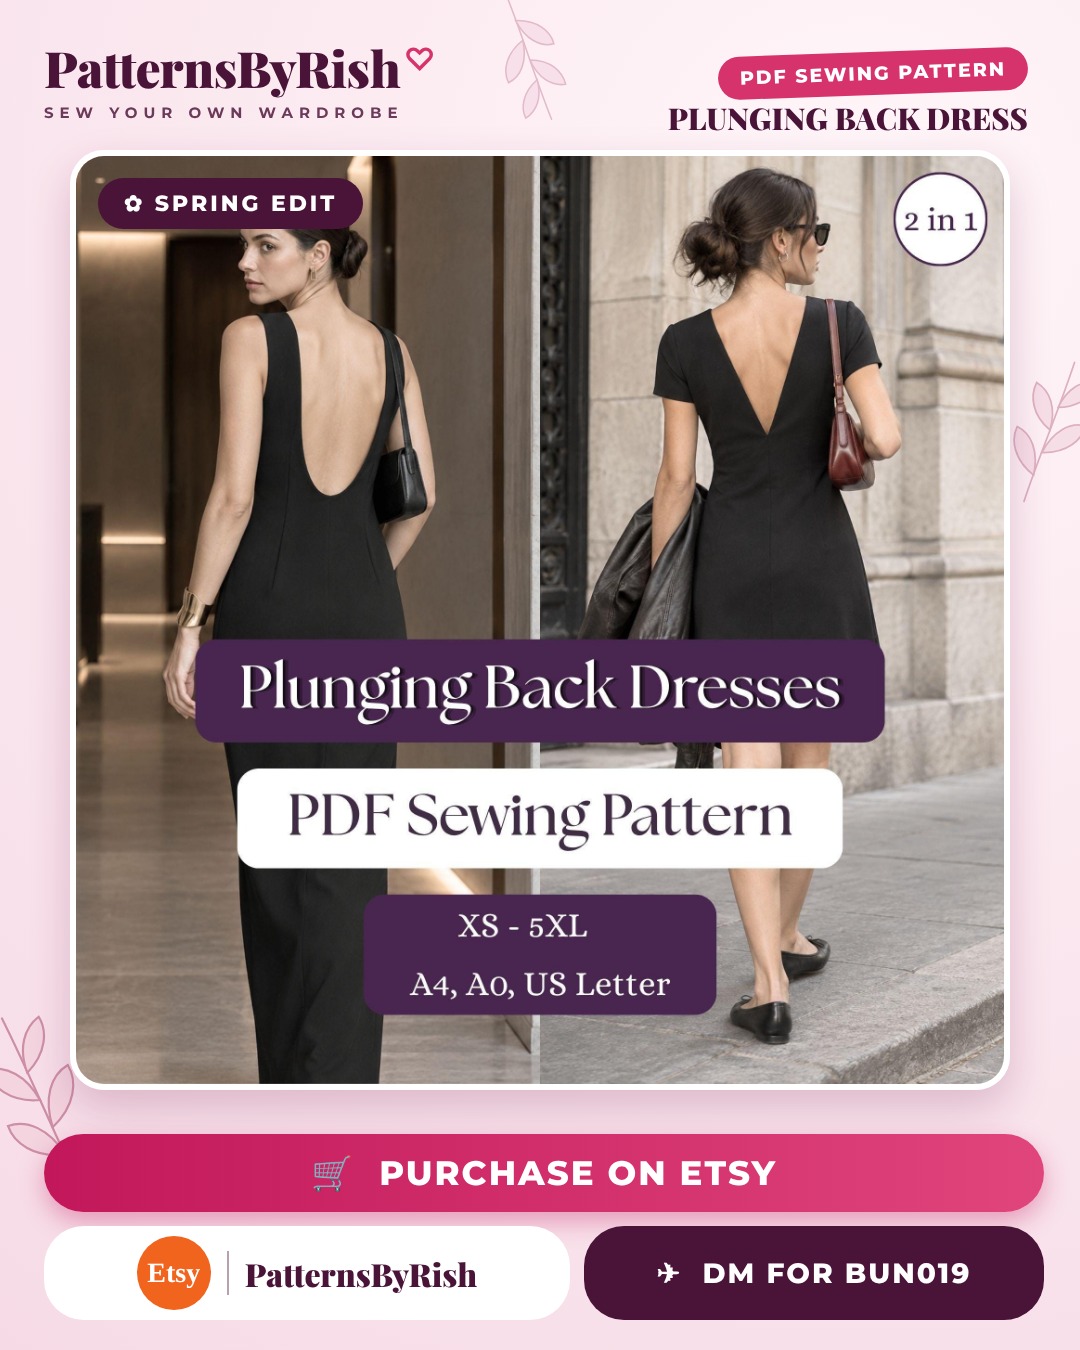 PatternsByRish
SEW YOUR OWN WARDROBE
PDF SEWING PATTERN
PLUNGING BACK DRESS
✿ SPRING EDIT
2 in 1
Plunging Back Dresses
PDF Sewing Pattern
XS - 5XL
A4, A0, US Letter
🛒 PURCHASE ON ETSY
Etsy | PatternsByRish
✈ DM FOR BUN019